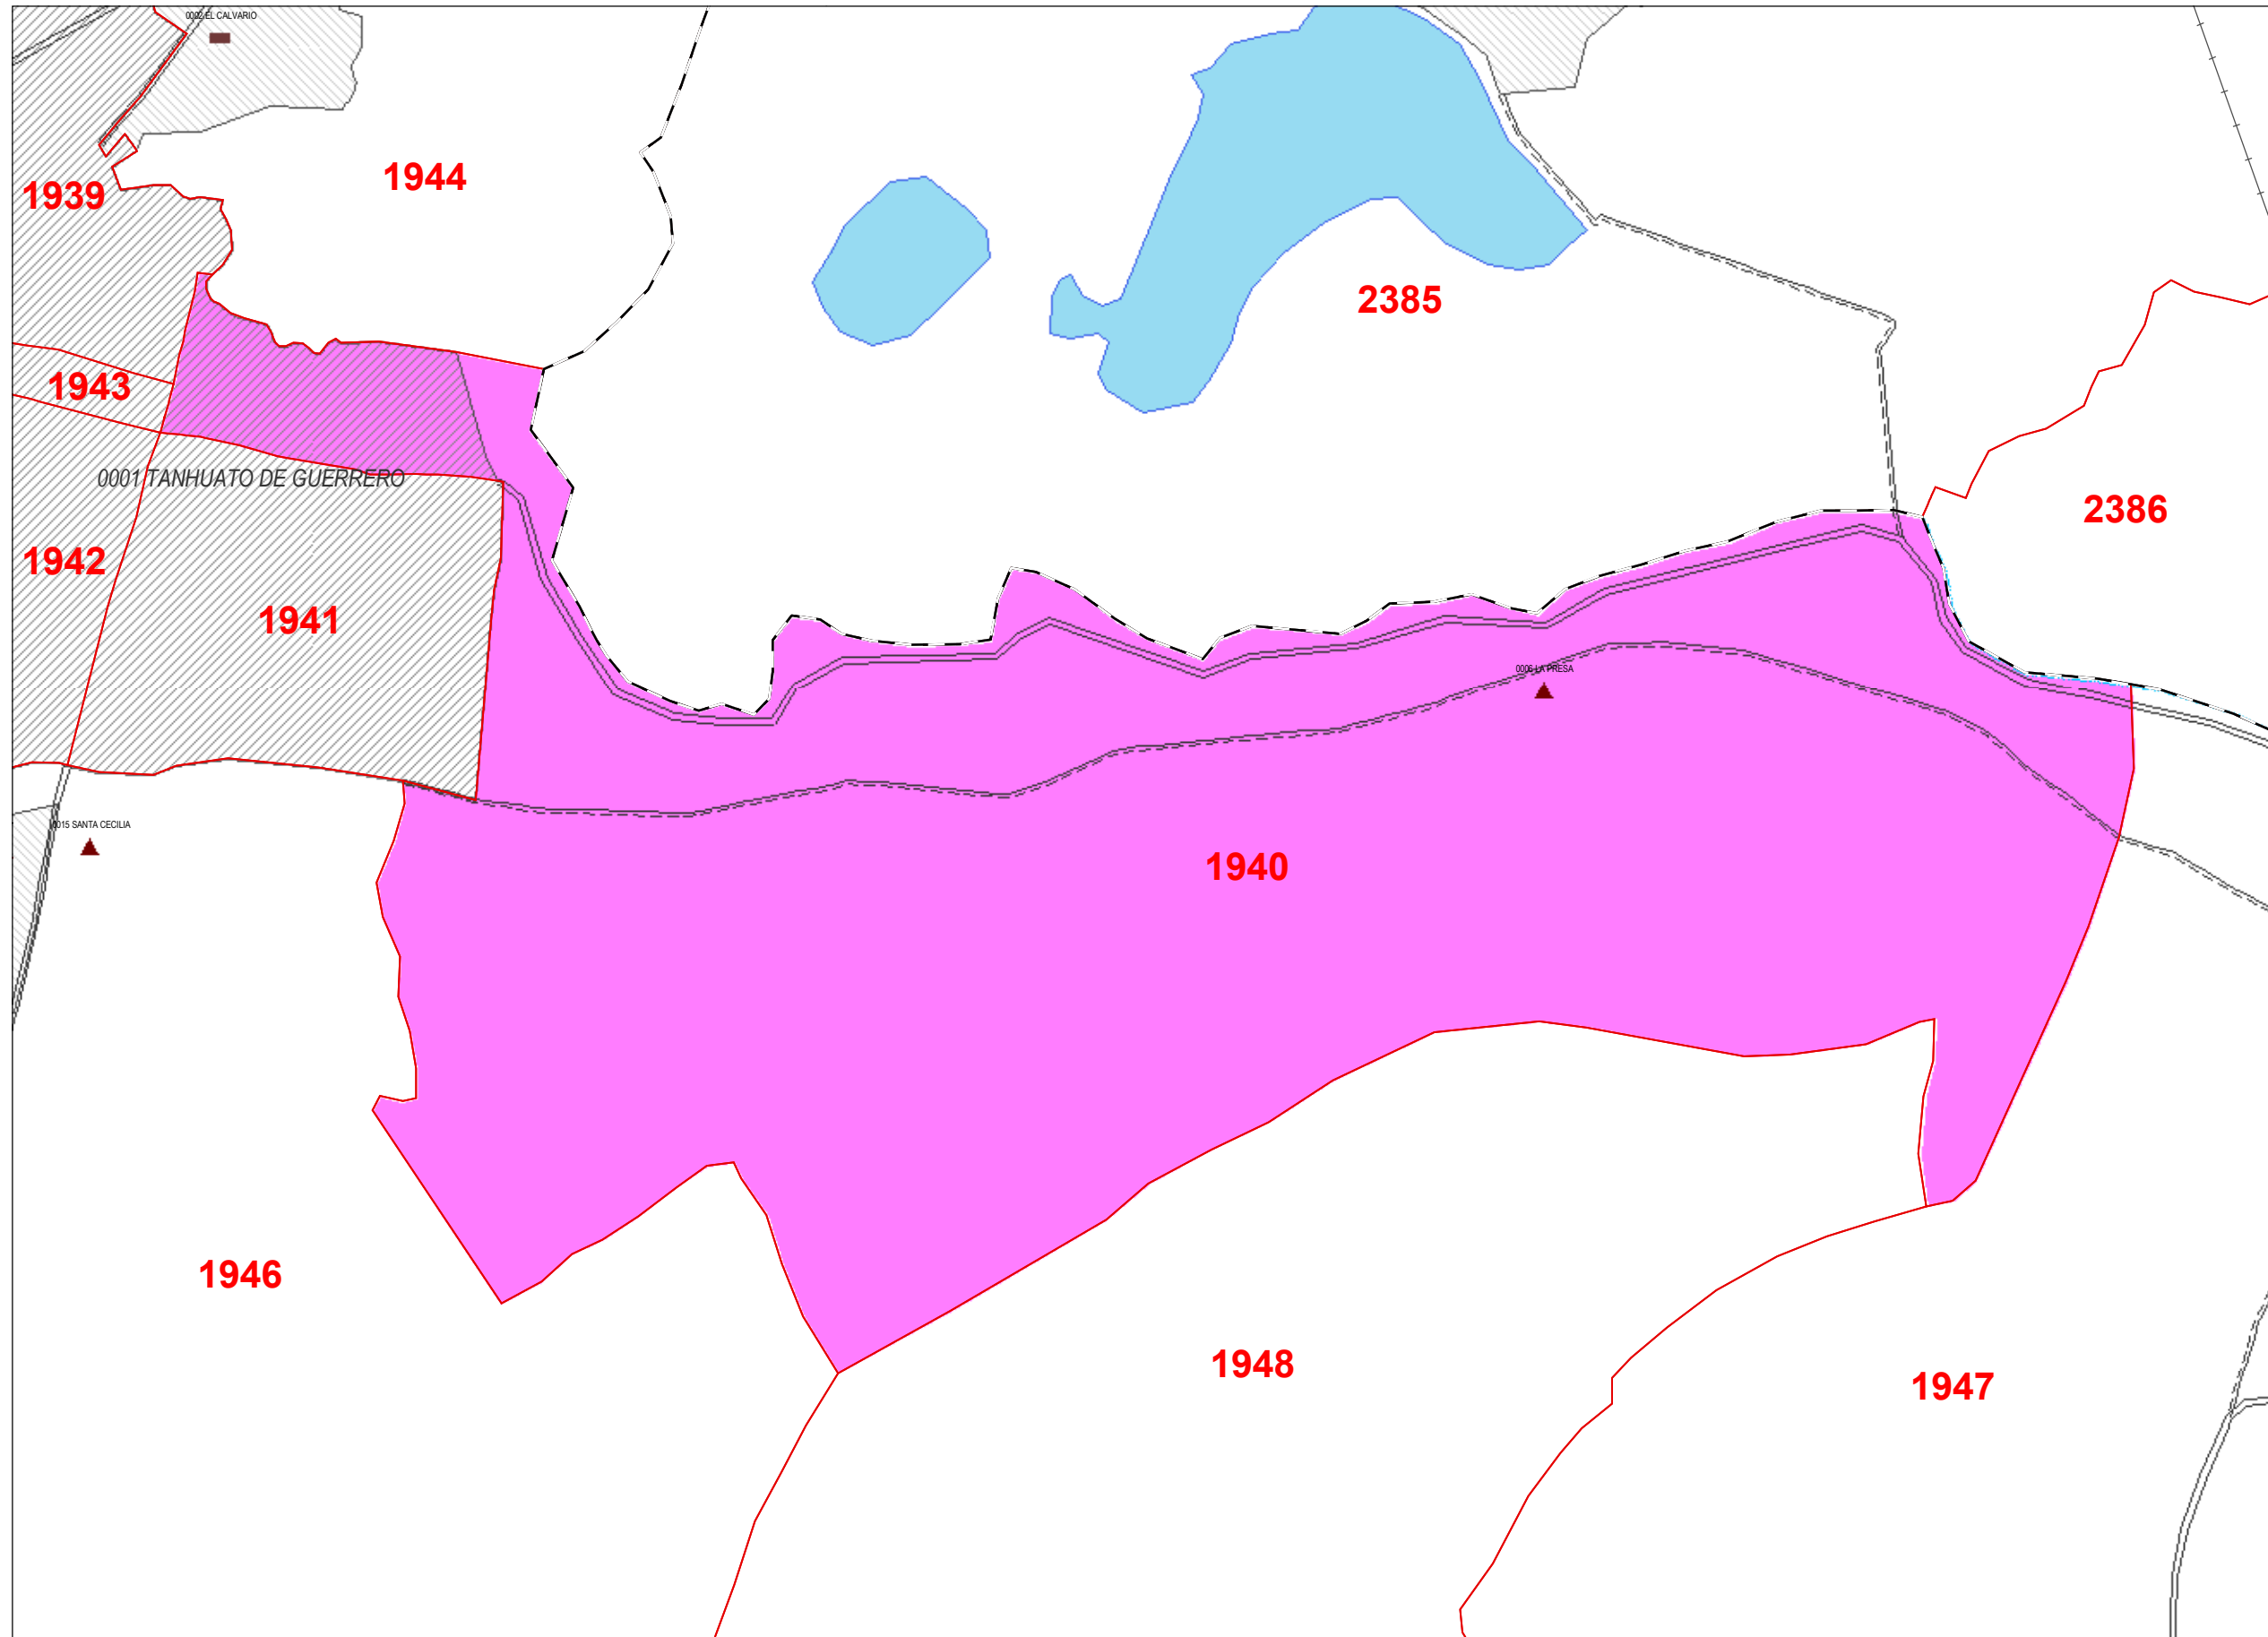 0002 EL CALVARIO
1944
1939
2385
1943
0001 TANHUATO DE GUERRERO
2386
1942
1941
0006 LA PRESA
0015 SANTA CECILIA
1940
1946
1948
1947